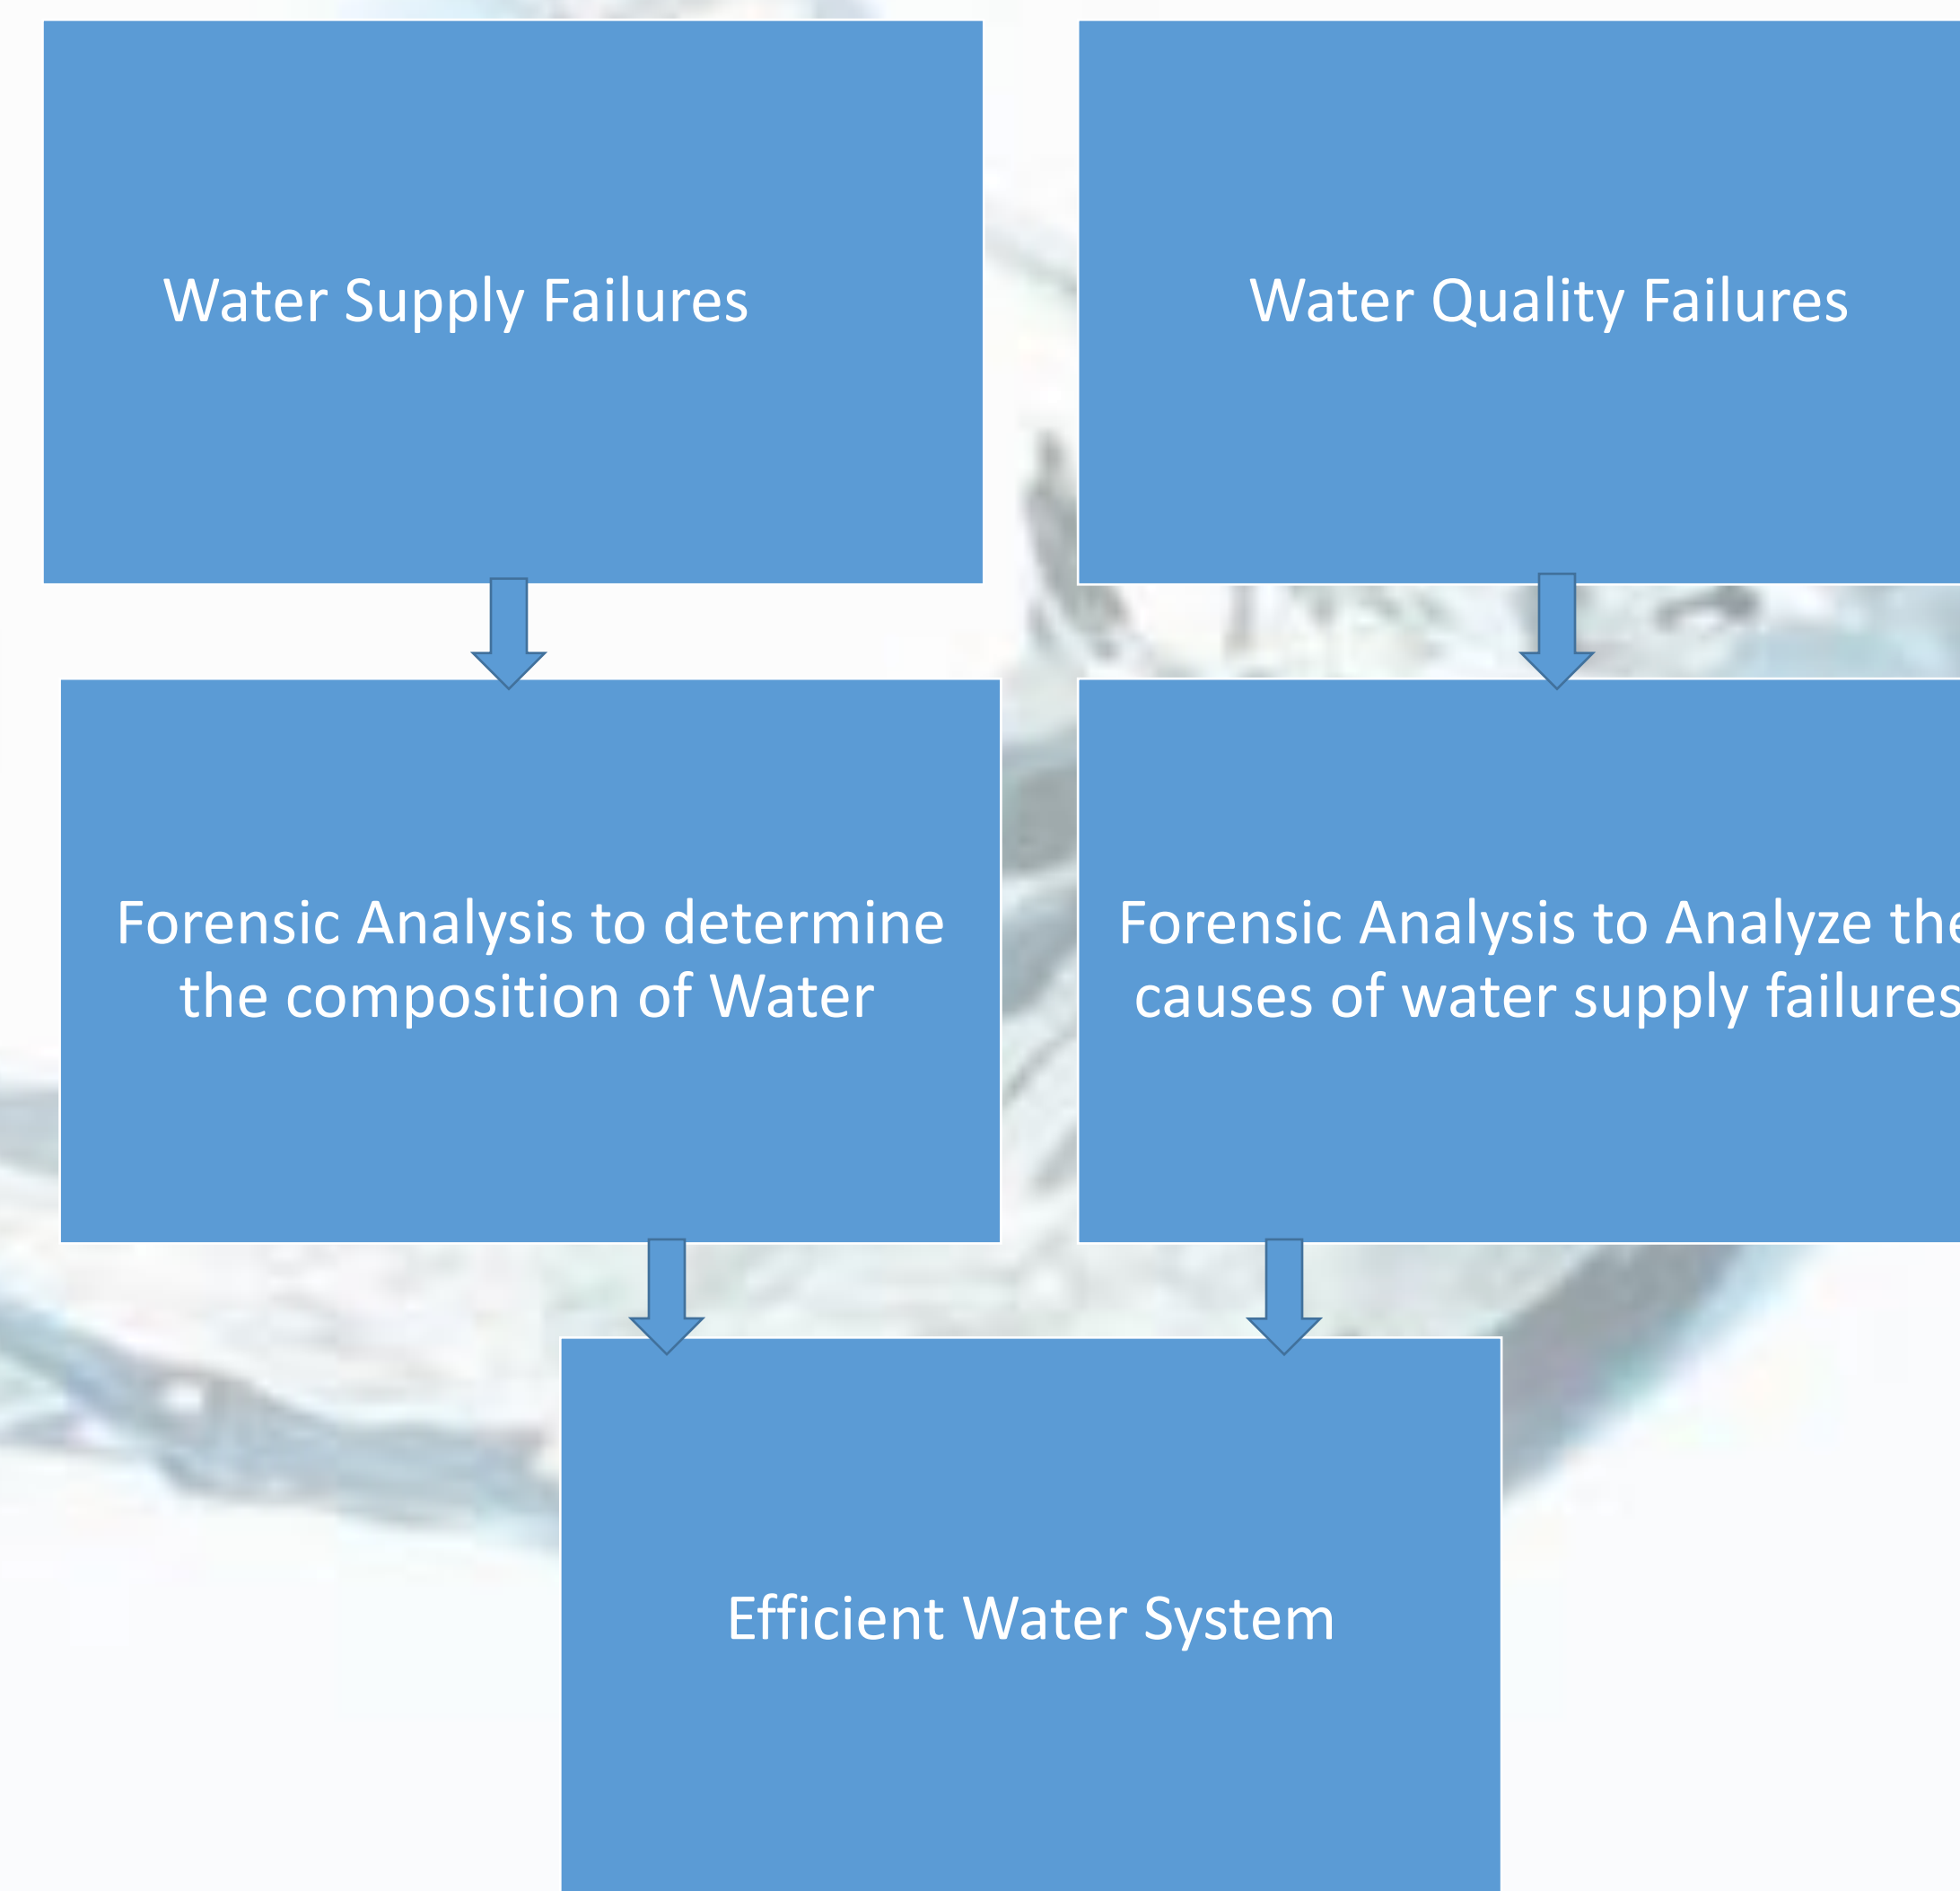 Water Supply Failures
Water Quality Failures
Forensic Analysis to determine
the composition of Water
Forensic Analysis to Analyze the
causes of water supply failures
Efficient Water System